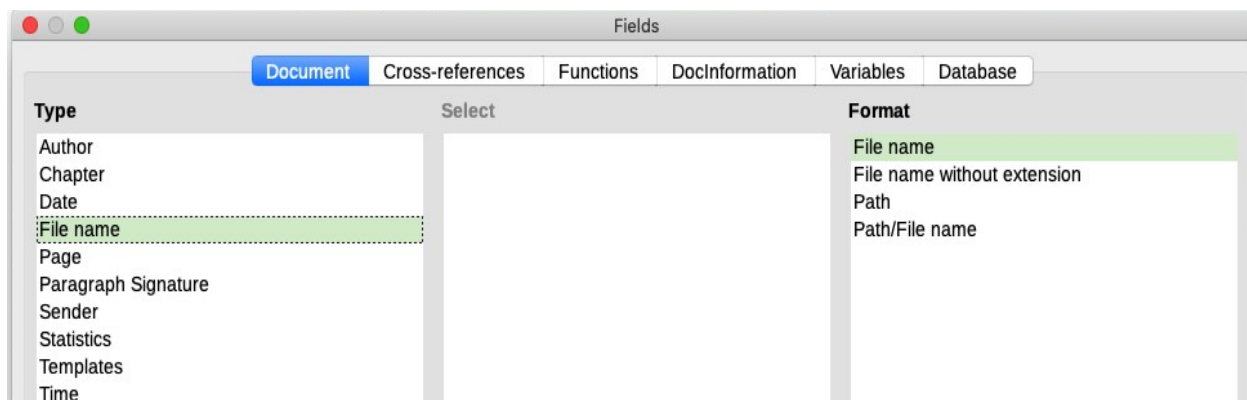 Fields
Document Cross-references Functions DocInformation Variables Database
Type Select Format
Author
Chapter
Date
File name
Page
Paragraph Signature
Sender
Statistics
Templates
Time
File name
File name without extension
Path
Path/File name